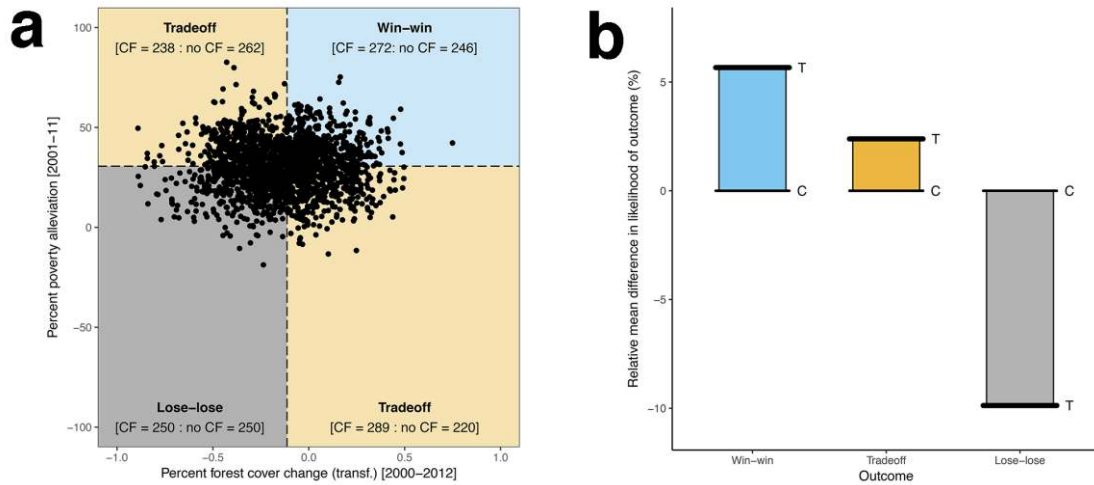 a
100
50
0
−50
−100
Percent poverty alleviation [2001−11]
Tradeoff
[CF = 238 : no CF = 262]
Win−win
[CF = 272: no CF = 246]
Lose−lose
[CF = 250 : no CF = 250]
Tradeoff
[CF = 289 : no CF = 220]
−1.0 −0.5 0.0 0.5 1.0
Percent forest cover change (transf.) [2000−2012]
b
Relative mean difference in likelihood of outcome (%)
5
0
−5
−10
T
C
T
C
C
T
Win−win Tradeoff Lose−lose
Outcome